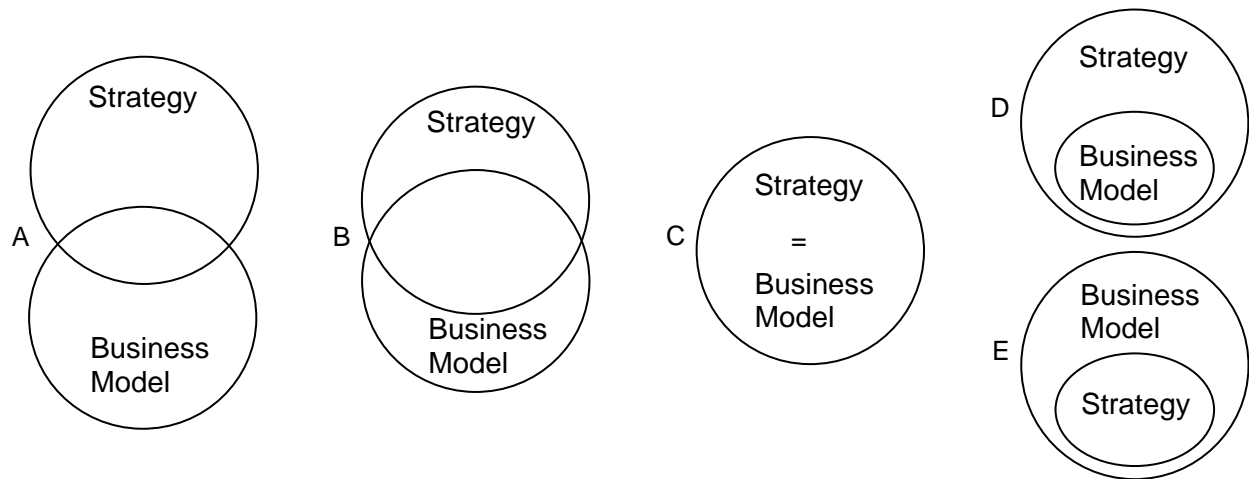 A
Strategy
Business
Model
B
Strategy
Business
Model
C
Strategy
=
Business
Model
D
Strategy
Business
Model
E
Business
Model
Strategy